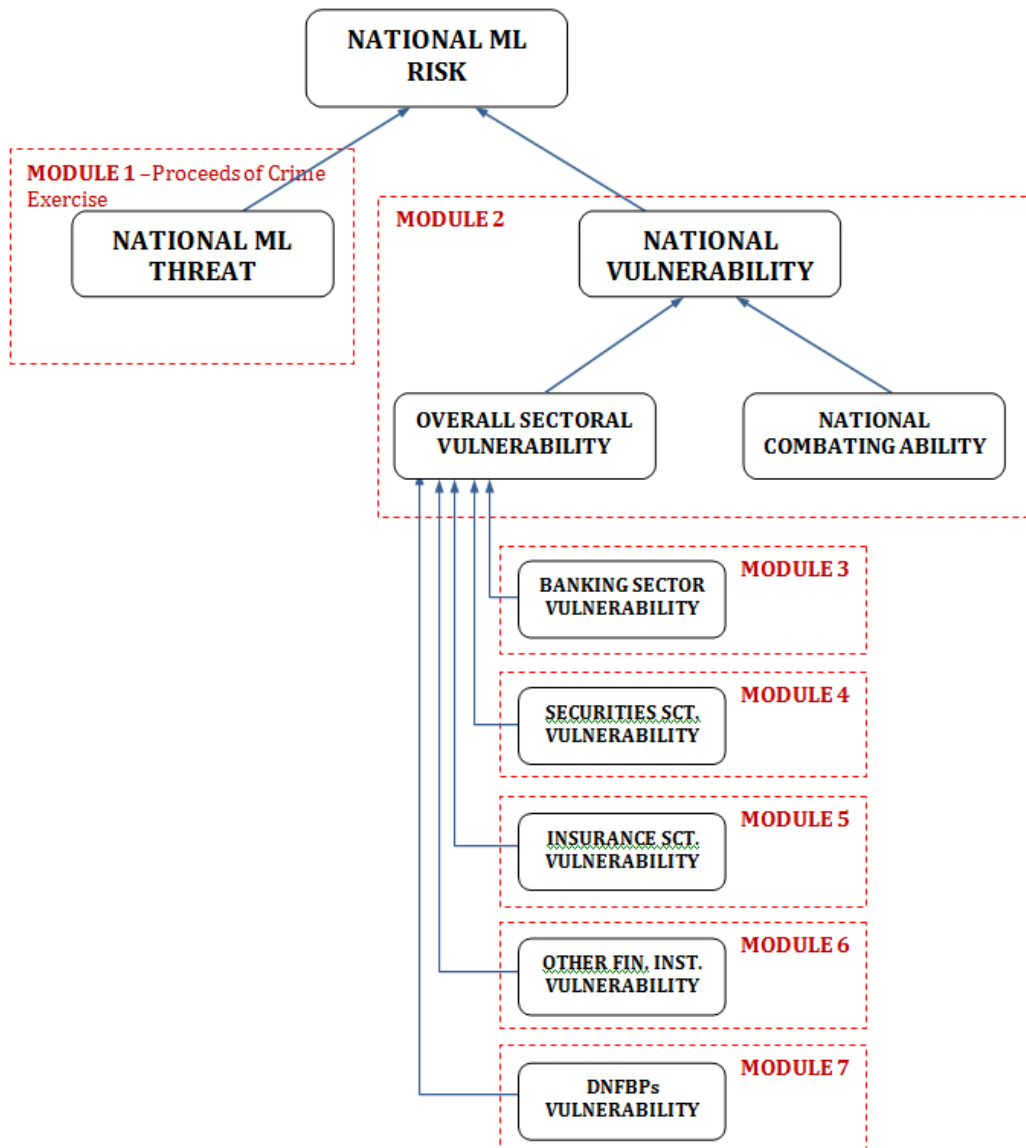 NATIONAL ML
RISK
MODULE 1 –Proceeds of Crime
Exercise
NATIONAL ML
THREAT
MODULE 2
NATIONAL
VULNERABILITY
OVERALL SECTORAL
VULNERABILITY
NATIONAL
COMBATING ABILITY
MODULE 3
BANKING SECTOR
VULNERABILITY
MODULE 4
SECURITIES SCT.
VULNERABILITY
MODULE 5
INSURANCE SCT.
VULNERABILITY
MODULE 6
OTHER FIN. INST.
VULNERABILITY
MODULE 7
DNFBPs
VULNERABILITY